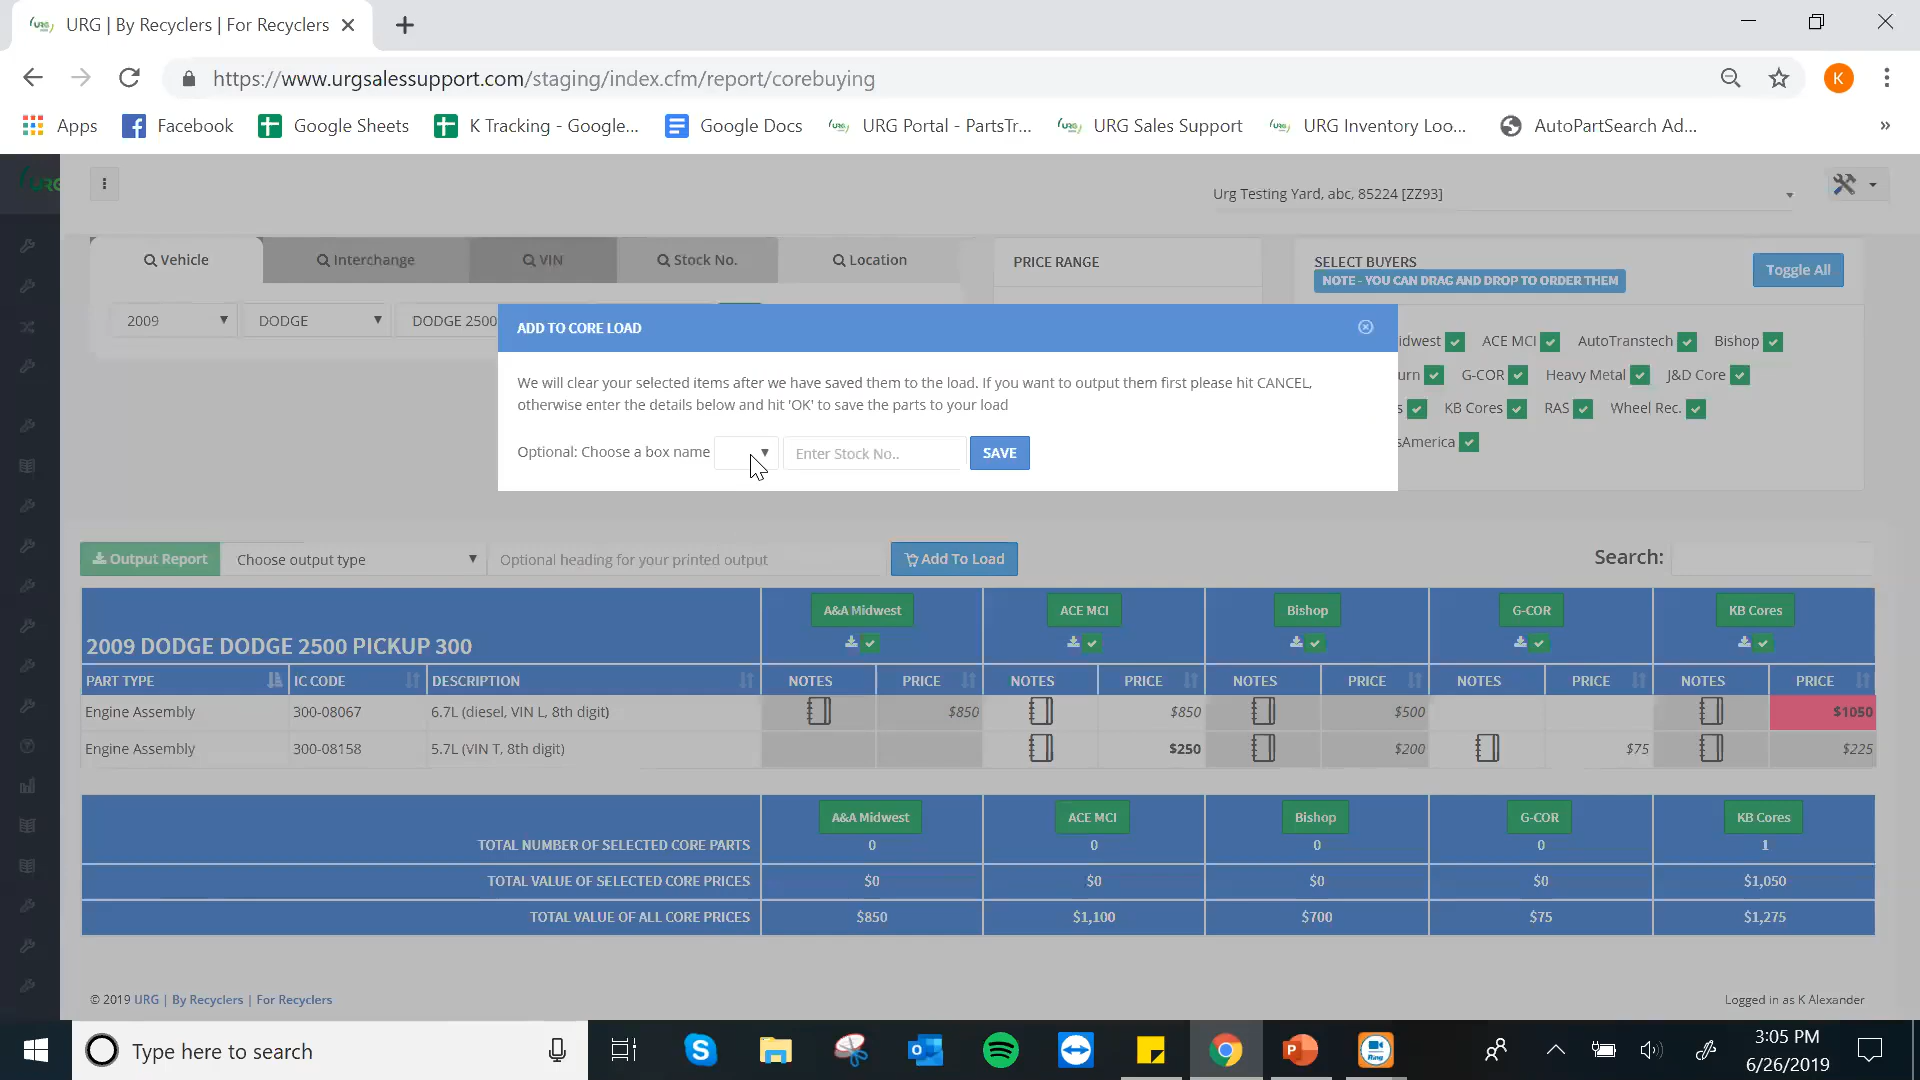 URG | By Recyclers | For Recyclers
https://www.urgsalessupport.com/staging/index.cfm/report/corebuying
K
Apps
Facebook
Google Sheets
K Tracking - Google...
Google Docs
URG Portal - PartsTr...
URG Sales Support
URG Inventory Loo...
AutoPartSearch Ad...
»
URG
Urg Testing Yard, abc, 85224 [ZZ93]
Vehicle
Interchange
VIN
Stock No.
Location
PRICE RANGE
SELECT BUYERS
NOTE - YOU CAN DRAG AND DROP TO ORDER THEM
Toggle All
2009
DODGE
DODGE 2500
ADD TO CORE LOAD
We will clear your selected items after we have saved them to the load. If you want to output them first please hit CANCEL,
otherwise enter the details below and hit 'OK' to save the parts to your load
Optional: Choose a box name
Enter Stock No..
SAVE
dwest
ACE MCI
AutoTranstech
Bishop
urn
G-COR
Heavy Metal
J&D Core
s
KB Cores
RAS
Wheel Rec.
sAmerica
Output Report
Choose output type
Optional heading for your printed output
Add To Load
Search:
2009 DODGE DODGE 2500 PICKUP 300
A&A Midwest
ACE MCI
Bishop
G-COR
KB Cores
PART TYPE
IC CODE
DESCRIPTION
NOTES
PRICE
NOTES
PRICE
NOTES
PRICE
NOTES
PRICE
NOTES
PRICE
Engine Assembly
300-08067
6.7L (diesel, VIN L, 8th digit)
$850
$850
$500
$1050
Engine Assembly
300-08158
5.7L (VIN T, 8th digit)
$250
$200
$75
$225
A&A Midwest
ACE MCI
Bishop
G-COR
KB Cores
TOTAL NUMBER OF SELECTED CORE PARTS
0
0
0
0
1
TOTAL VALUE OF SELECTED CORE PRICES
$0
$0
$0
$0
$1,050
TOTAL VALUE OF ALL CORE PRICES
$850
$1,100
$700
$75
$1,275
© 2019 URG | By Recyclers | For Recyclers
Logged in as K Alexander
Type here to search
3:05 PM
6/26/2019